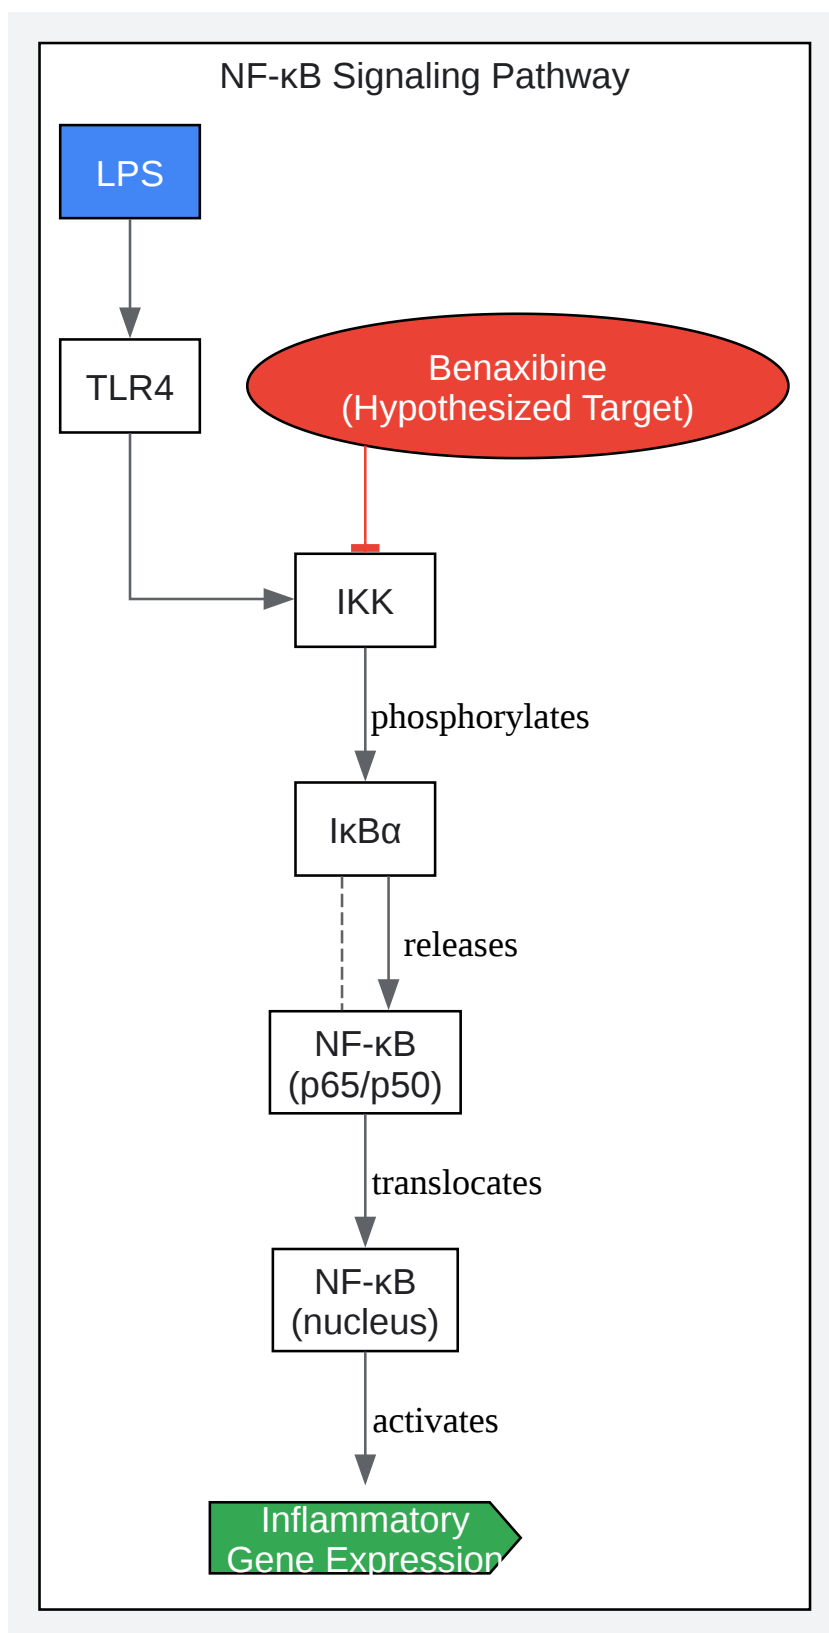 NF-κB Signaling Pathway
LPS
TLR4
Benaxibine
(Hypothesized Target)
IKK
phosphorylates
IκBα
releases
NF-κB
(p65/p50)
translocates
NF-κB
(nucleus)
activates
Inflammatory
Gene Expression